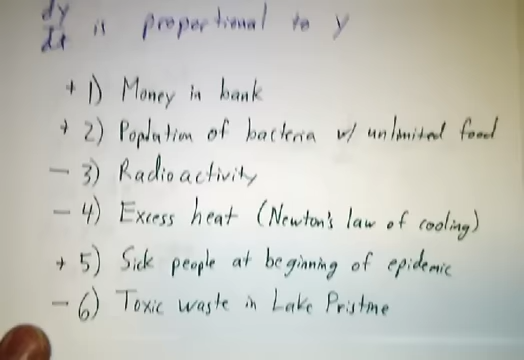 dy/dt is proportional to y
+ 1) Money in bank
+ 2) Poplation of bacteria w/ unlimited food
- 3) Radioactivity
- 4) Excess heat (Newton's law of cooling)
+ 5) Sick people at beginning of epidemic
- 6) Toxic waste in Lake Pristine